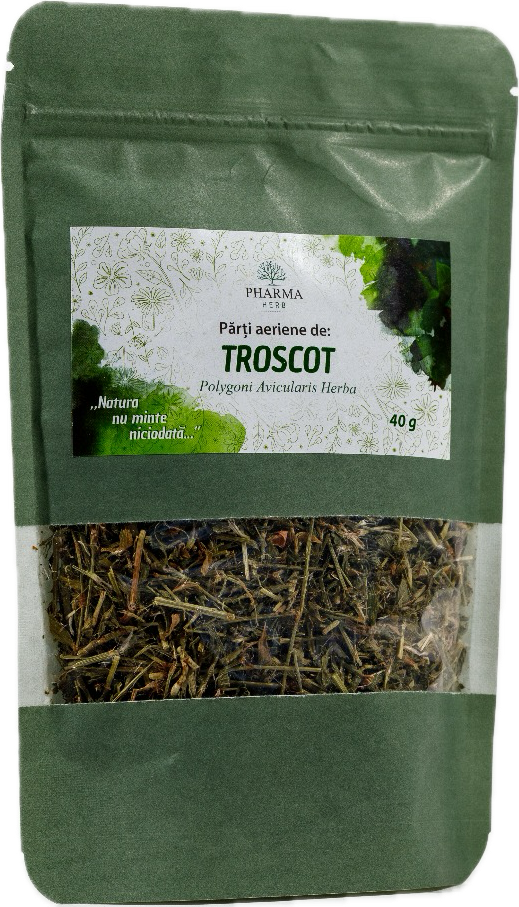 PHARMA
HERB
Părți aeriene de:
TROSCOT
Polygoni Avicularis Herba
„Natura
nu minte
niciodată..."
40 g